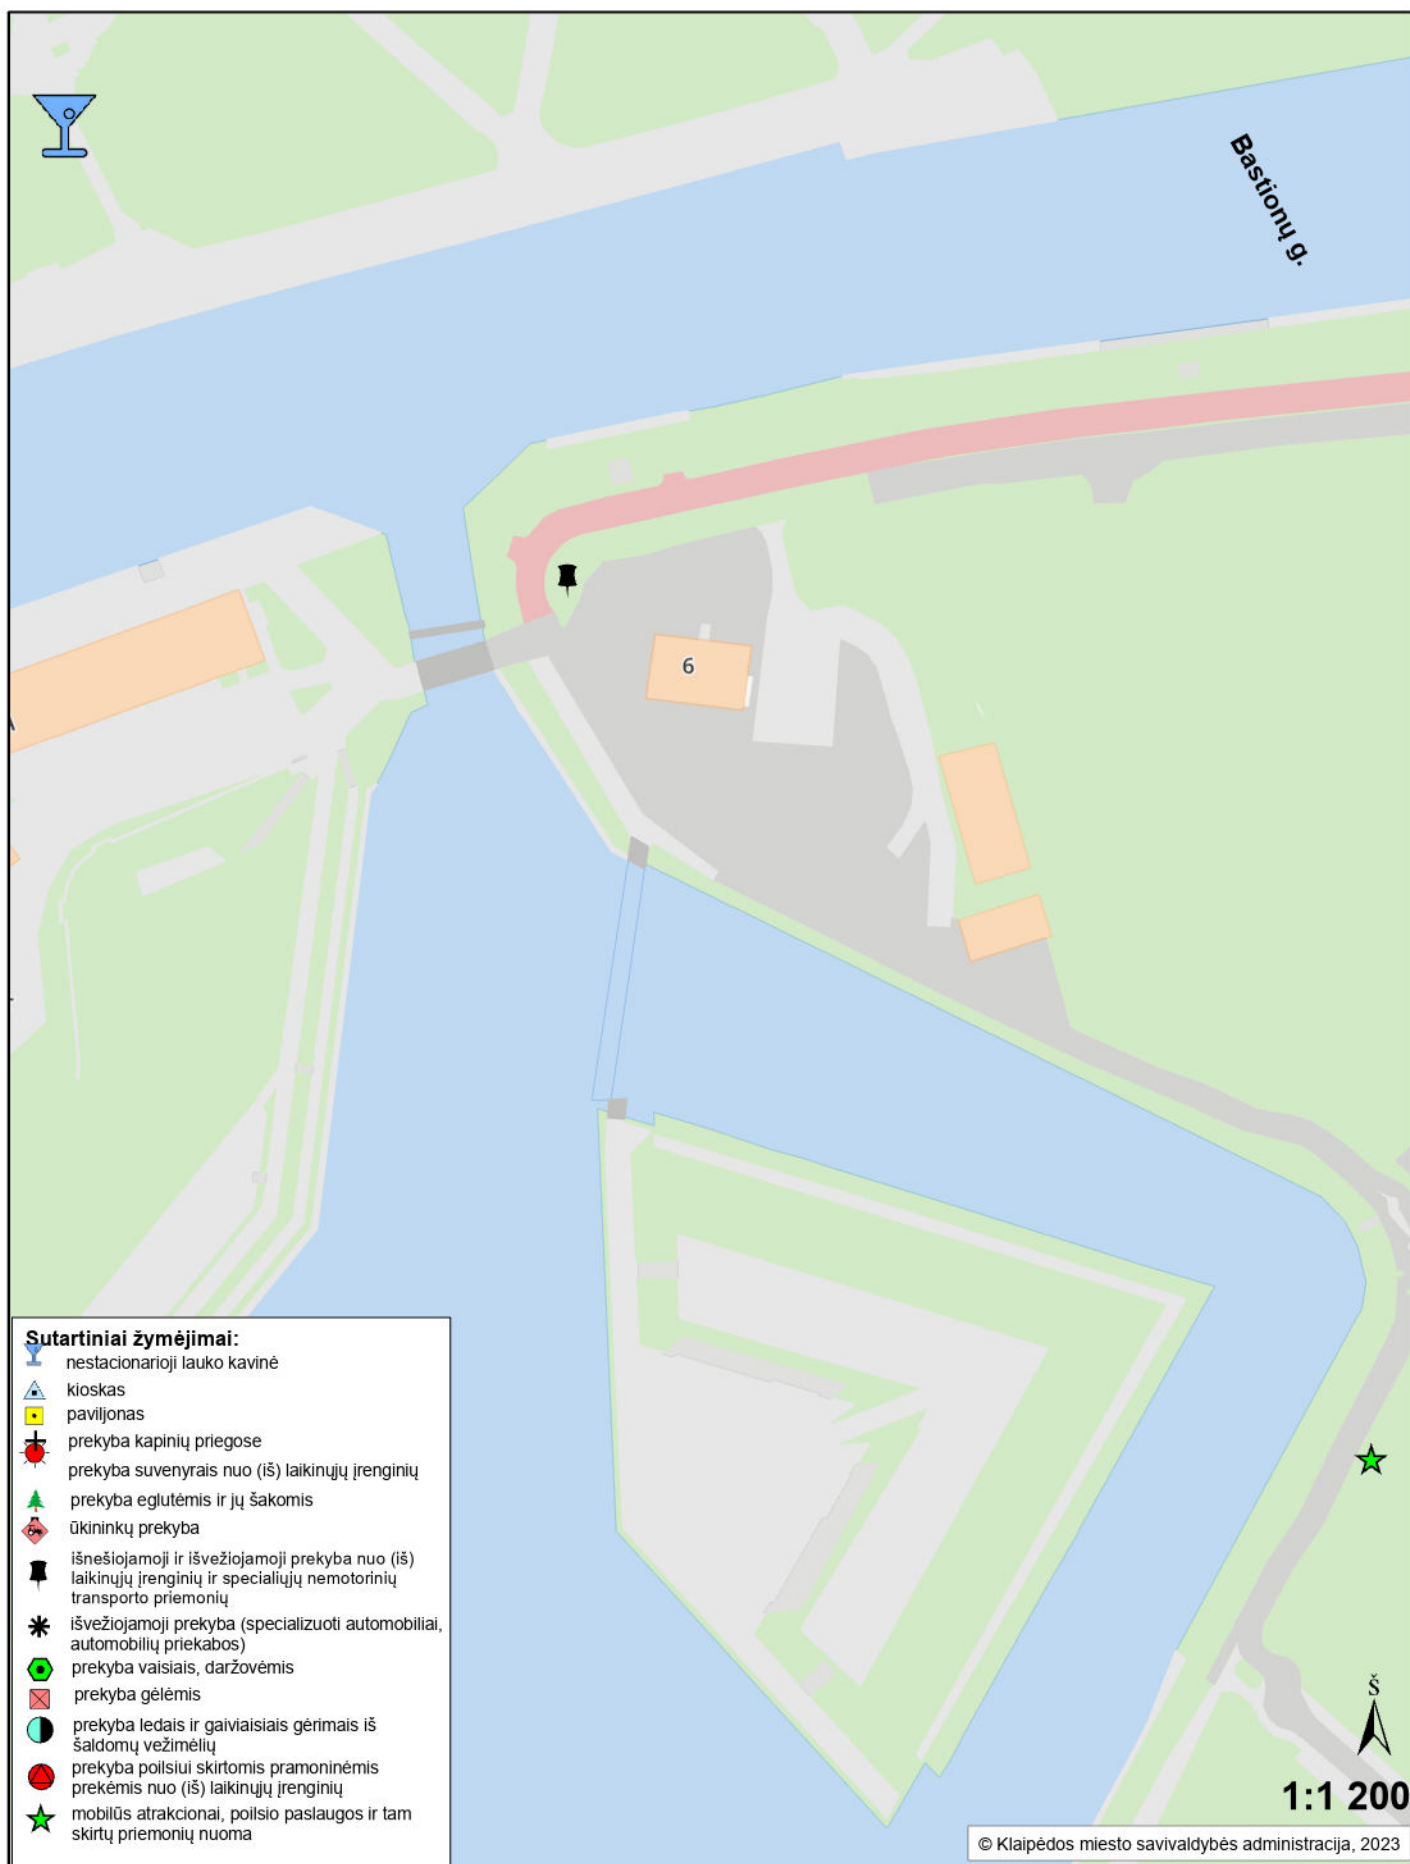 Bastionų g.
6
Sutartiniai žymėjimai:
nestacionarioji lauko kavinė
kioskas
paviljonas
prekyba kapinių priegose
prekyba suvenyrais nuo (iš) laikinųjų įrenginių
prekyba eglutėmis ir jų šakomis
ūkininkų prekyba
išnešiojamoji ir išvežiojamoji prekyba nuo (iš)
laikinųjų įrenginių ir specialiųjų nemotorinių
transporto priemonių
išvežiojamoji prekyba (specializuoti automobiliai,
automobilių priekabos)
prekyba vaisiais, daržovėmis
prekyba gėlėmis
prekyba ledais ir gaiviaisiais gėrimais iš
šaldomų vežimėlių
prekyba poilsiui skirtomis pramoninėmis
prekėmis nuo (iš) laikinųjų įrenginių
mobilūs atrakcionai, poilsio paslaugos ir tam
skirtų priemonių nuoma
Š
1:1 200
© Klaipėdos miesto savivaldybės administracija, 2023